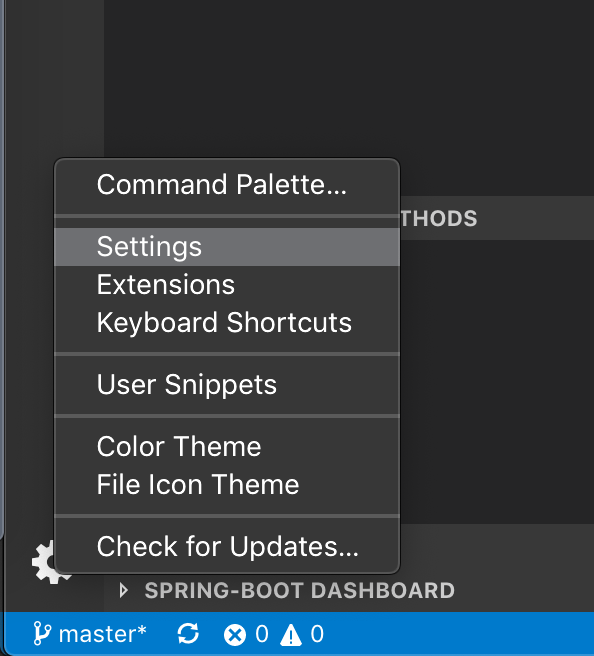 Command Palette...
THODS
Settings
Extensions
Keyboard Shortcuts
User Snippets
Color Theme
File Icon Theme
Check for Updates...
SPRING-BOOT DASHBOARD
master* 0 0